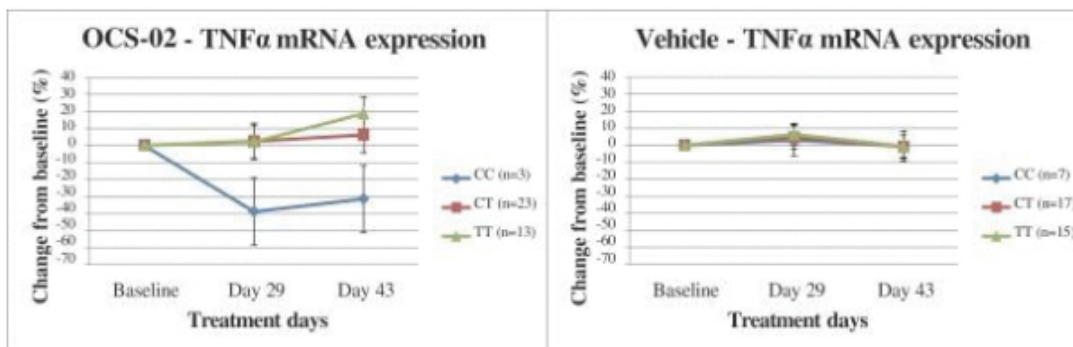 OCS-02 - TNFα mRNA expression
Change from baseline (%)
40
30
20
10
0
-10
-20
-30
-40
-50
-60
-70
Baseline
Day 29
Day 43
Treatment days
CC (n=3)
CT (n=23)
TT (n=13)
Vehicle - TNFα mRNA expression
Change from baseline (%)
40
30
20
10
0
-10
-20
-30
-40
-50
-60
-70
Baseline
Day 29
Day 43
Treatment days
CC (n=7)
CT (n=17)
TT (n=15)